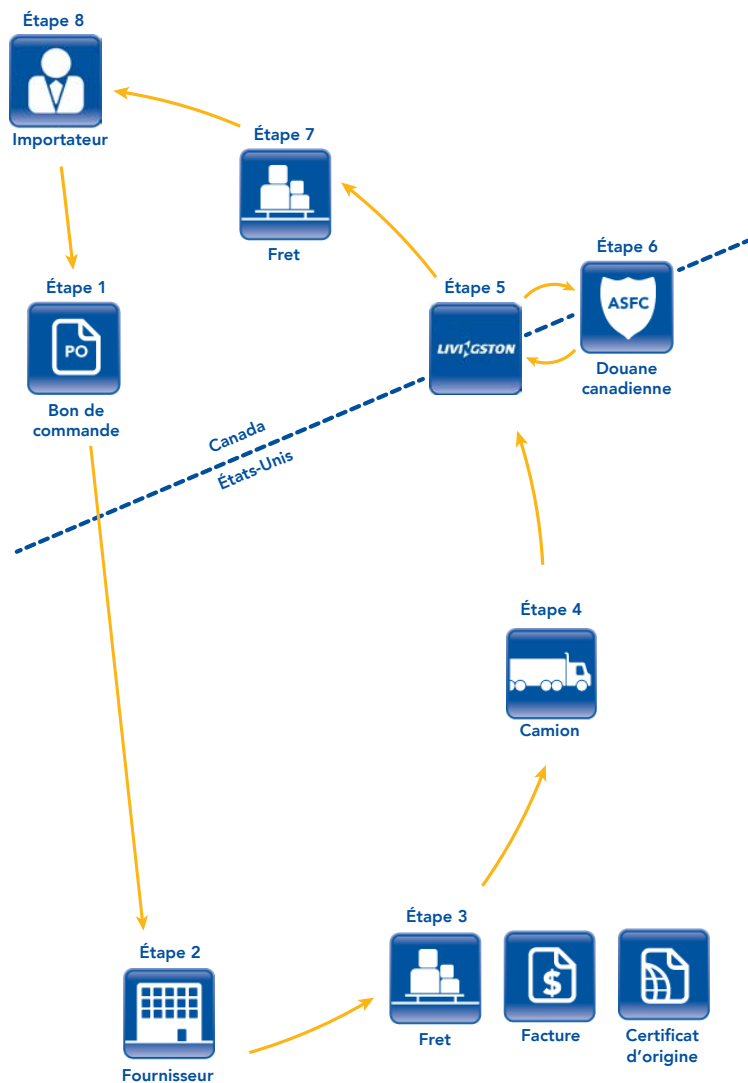 Étape 8
Importateur
Étape 7
Fret
Étape 6
ASFC
Douane
canadienne
Étape 5
LIVINGSTON
Étape 1
PO
Bon de
commande
Canada
États-Unis
Étape 4
Camion
Étape 3
Fret
$
Facture
Certificat
d'origine
Étape 2
Fournisseur